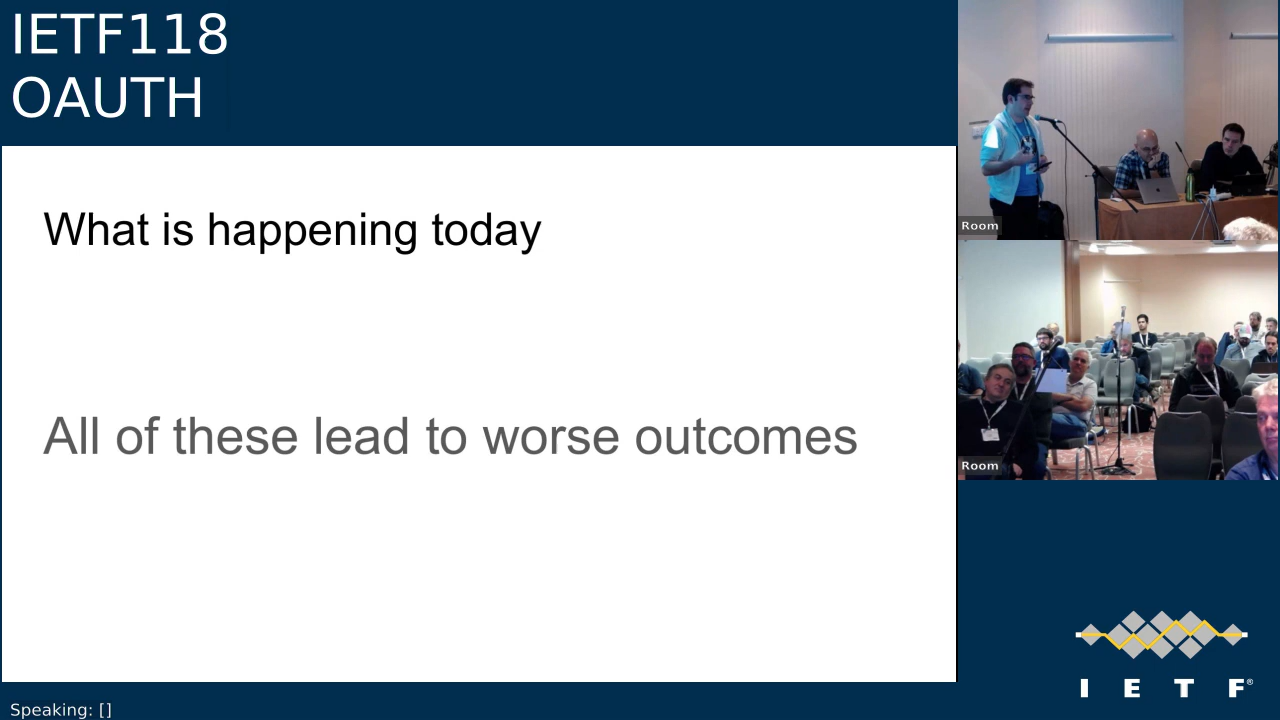 IETF118
OAUTH
What is happening today
All of these lead to worse outcomes
Room
Room
I E T F®
Speaking: []